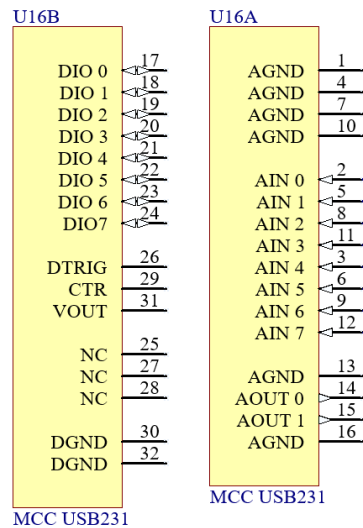 U16B
DIO 0 17
DIO 1 18
DIO 2 19
DIO 3 20
DIO 4 21
DIO 5 22
DIO 6 23
DIO7 24
DTRIG 26
CTR 29
VOUT 31
NC 25
NC 27
NC 28
DGND 30
DGND 32
MCC USB231
U16A
AGND 1
AGND 4
AGND 7
AGND 10
AIN 0 2
AIN 1 5
AIN 2 8
AIN 3 11
AIN 4 3
AIN 5 6
AIN 6 9
AIN 7 12
AGND 13
AOUT 0 14
AOUT 1 15
AGND 16
MCC USB231